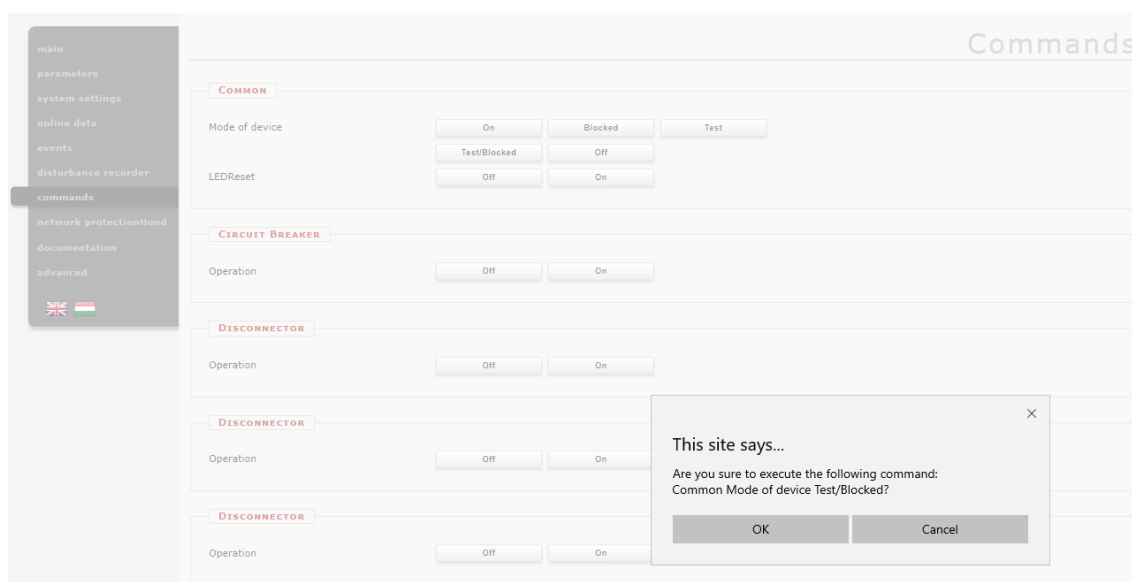 Commands
main
parameters
system settings
online data
events
disturbance recorder
commands
network protectionHood
documentation
advanced
COMMON
Mode of device On Blocked Test
Test/Blocked Off
LEDReset Off On
CIRCUIT BREAKER
Operation Off On
DISCONNECTOR
Operation Off On
DISCONNECTOR
Operation Off On
DISCONNECTOR
Operation Off On
This site says...
Are you sure to execute the following command:
Common Mode of device Test/Blocked?
OK Cancel